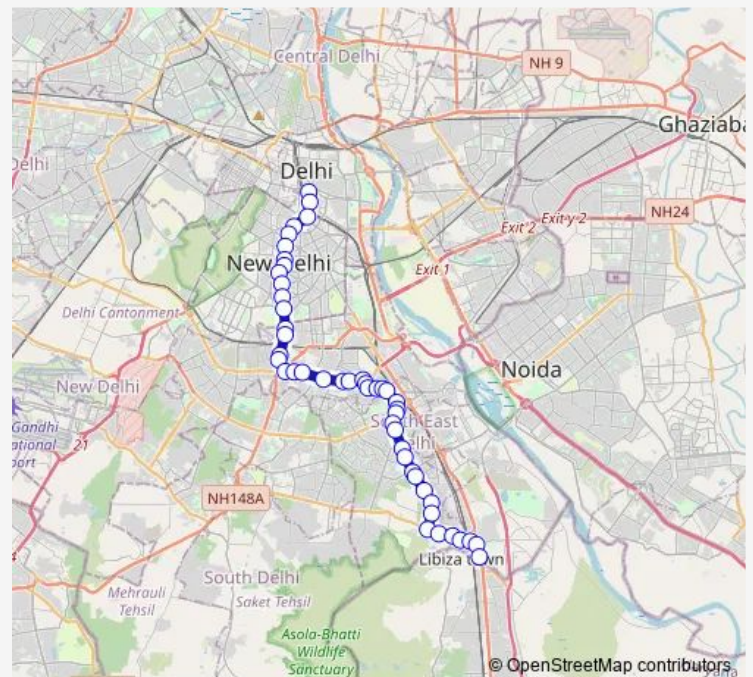 Central Delhi
NH 9
Ghaziaba
Delhi
Delhi
NH24
Exit 2
Exit y 2
New Delhi
Exit 1
Delhi Cantonment
Noida
New Delhi
South East
Delhi
Gandhi
ational
port
21
NH148A
4
Libiza town
South Delhi
Mehrauli
Tehsil
Saket Tehsil
Asola-Bhatti
Wildlife
Sanctuary
© OpenStreetMap contributors